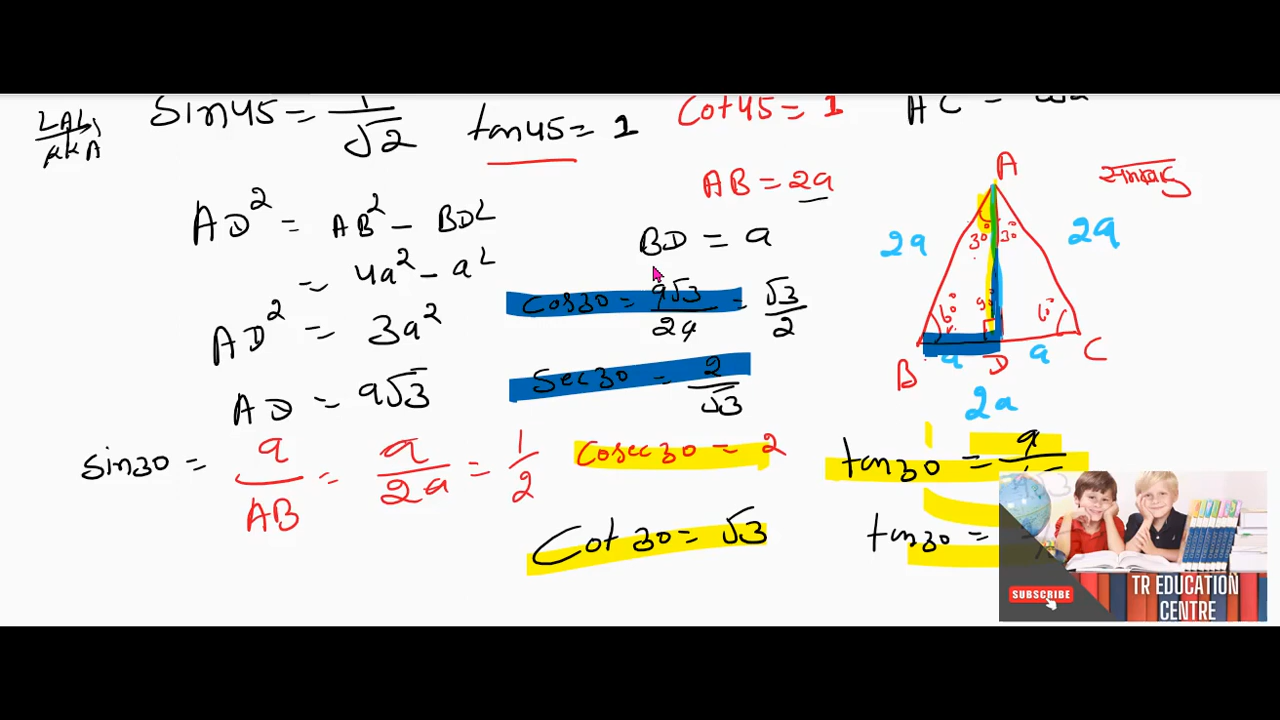 Sin45 = 1/√2
tan45 = 1
Cot45 = 1
AC =
AB = 2a
AD² = AB² - BD²
= 4a² - a²
AD² = 3a²
AD = a√3
BD = a
Cos30 = a√3/2a = √3/2
Sec30 = 2/√3
sin30 = a/AB = a/2a = 1/2
Cosec30 = 2
Cot30 = √3
tan30 = a/
tan30 =
A
2a 2a
30° 30°
90°
60° 60°
B a D a C
2a
SUBSCRIBE
TR EDUCATION
CENTRE